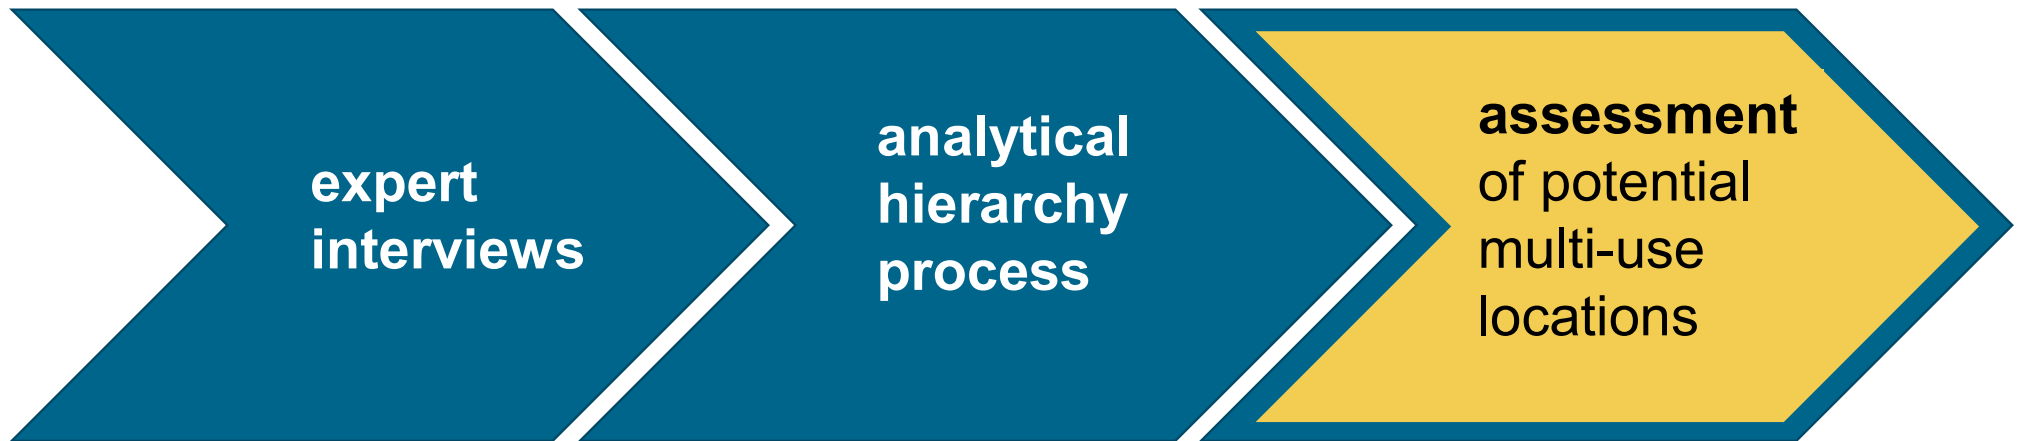 expert
interviews
analytical
hierarchy
process
assessment
of potential
multi-use
locations